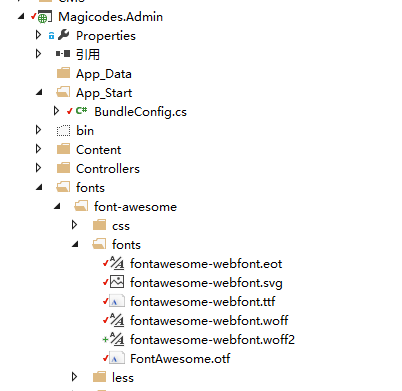 Magicodes.Admin
Properties
引用
App_Data
App_Start
C# BundleConfig.cs
bin
Content
Controllers
fonts
font-awesome
css
fonts
fontawesome-webfont.eot
fontawesome-webfont.svg
fontawesome-webfont.ttf
fontawesome-webfont.woff
fontawesome-webfont.woff2
FontAwesome.otf
less